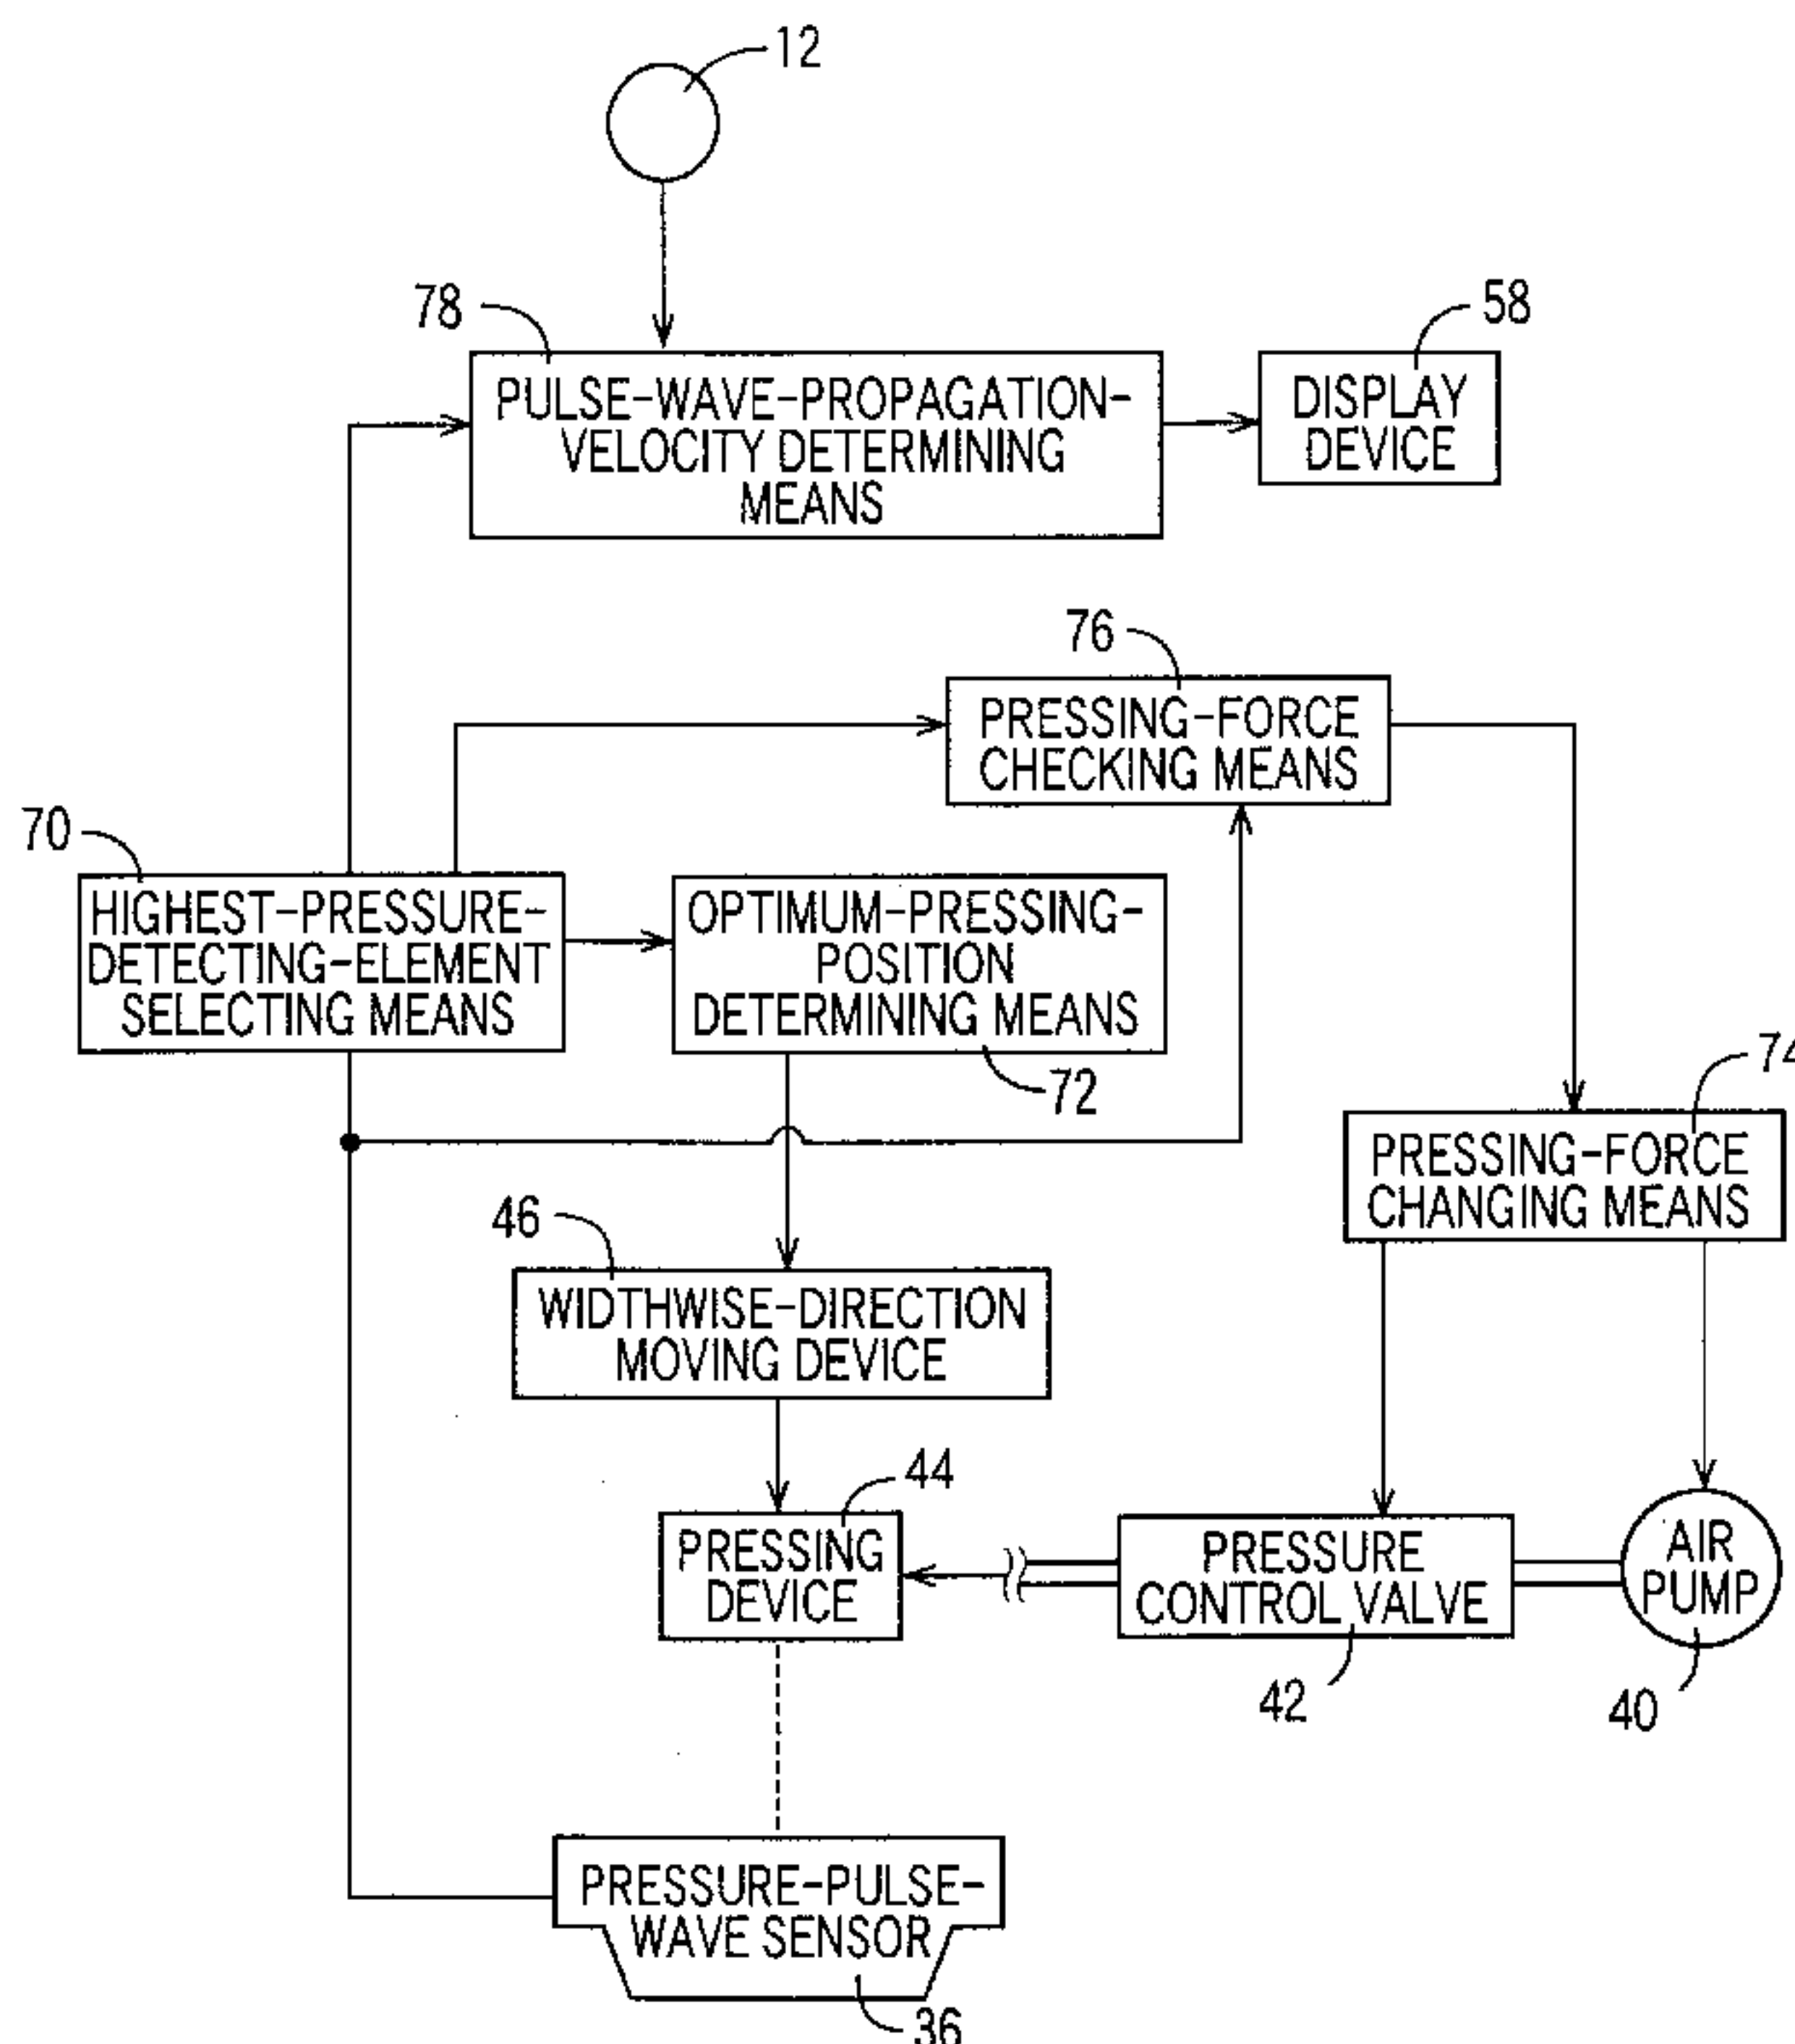 12
78
58
PULSE-WAVE-PROPAGATION-
VELOCITY DETERMINING
MEANS
DISPLAY
DEVICE
76
PRESSING-FORCE
CHECKING MEANS
70
HIGHEST-PRESSURE-
DETECTING-ELEMENT
SELECTING MEANS
OPTIMUM-PRESSING-
POSITION
DETERMINING MEANS
72
74
PRESSING-FORCE
CHANGING MEANS
46
WIDTHWISE-DIRECTION
MOVING DEVICE
44
PRESSING
DEVICE
PRESSURE
CONTROL VALVE
42
AIR
PUMP
40
PRESSURE-PULSE-
WAVE SENSOR
36